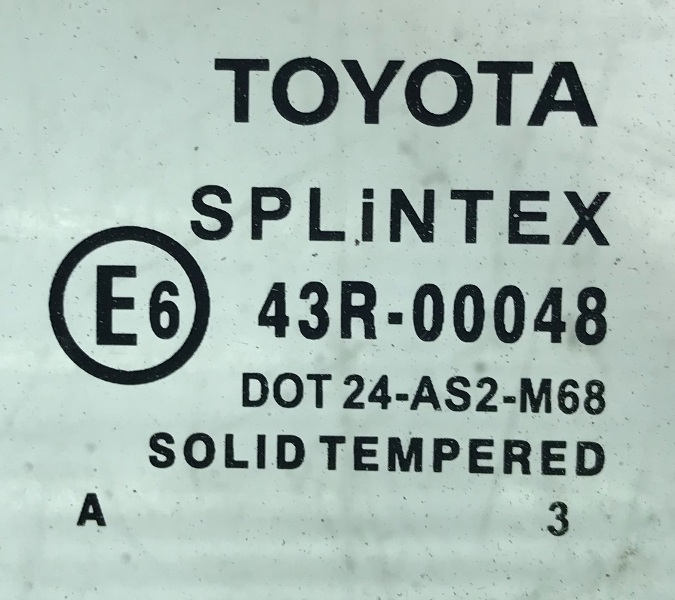 TOYOTA
SPLiNTEX
E6 43R-00048
DOT 24-AS2-M68
SOLID TEMPERED
A 3